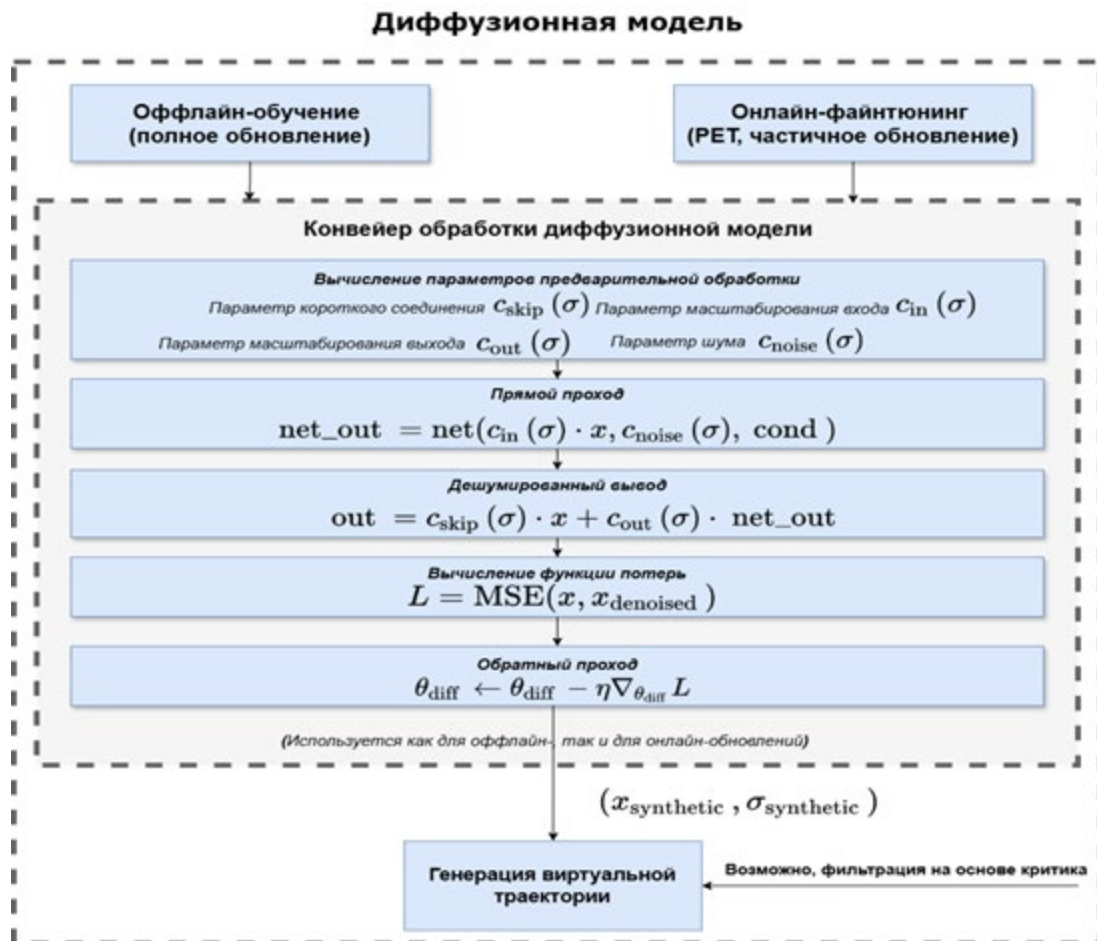 Диффузионная модель
Оффлайн-обучение
(полное обновление)
Онлайн-файнтюнинг
(PET, частичное обновление)
Конвейер обработки диффузионной модели
Вычисление параметров предварительной обработки
Параметр короткого соединения c_skip (σ) Параметр масштабирования входа c_in (σ)
Параметр масштабирования выхода c_out (σ) Параметр шума c_noise (σ)
Прямой проход
net_out = net(c_in (σ) · x, c_noise (σ), cond )
Дешумированный вывод
out = c_skip (σ) · x + c_out (σ) · net_out
Вычисление функции потерь
L = MSE(x, x_denoised )
Обратный проход
θ_diff ← θ_diff − η∇_θ_diff L
(Используется как для оффлайн-, так и для онлайн-обновлений)
(x_synthetic , σ_synthetic )
Генерация виртуальной
траектории
Возможно, фильтрация на основе критика